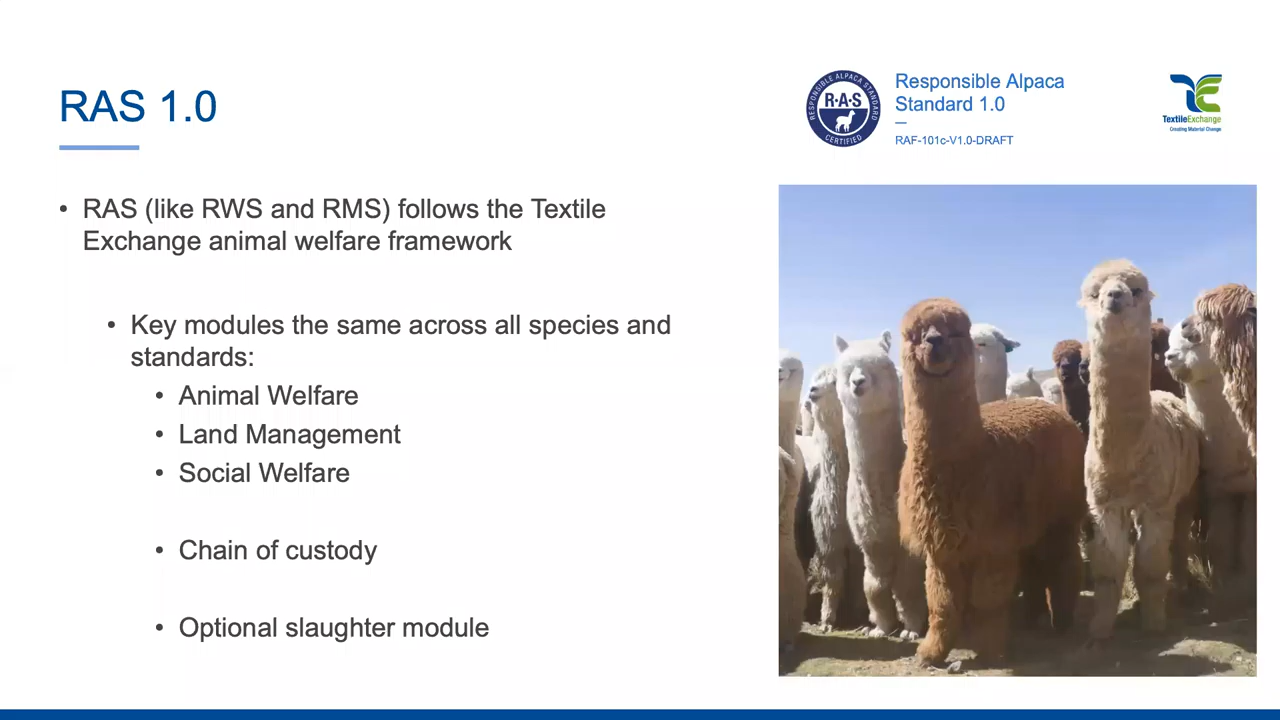 RAS 1.0
RESPONSIBLE ALPACA STANDARD
R·A·S
CERTIFIED
Responsible Alpaca
Standard 1.0
RAF-101c-V1.0-DRAFT
TextileExchange
Creating Material Change
• RAS (like RWS and RMS) follows the Textile
Exchange animal welfare framework
• Key modules the same across all species and
standards:
• Animal Welfare
• Land Management
• Social Welfare
• Chain of custody
• Optional slaughter module